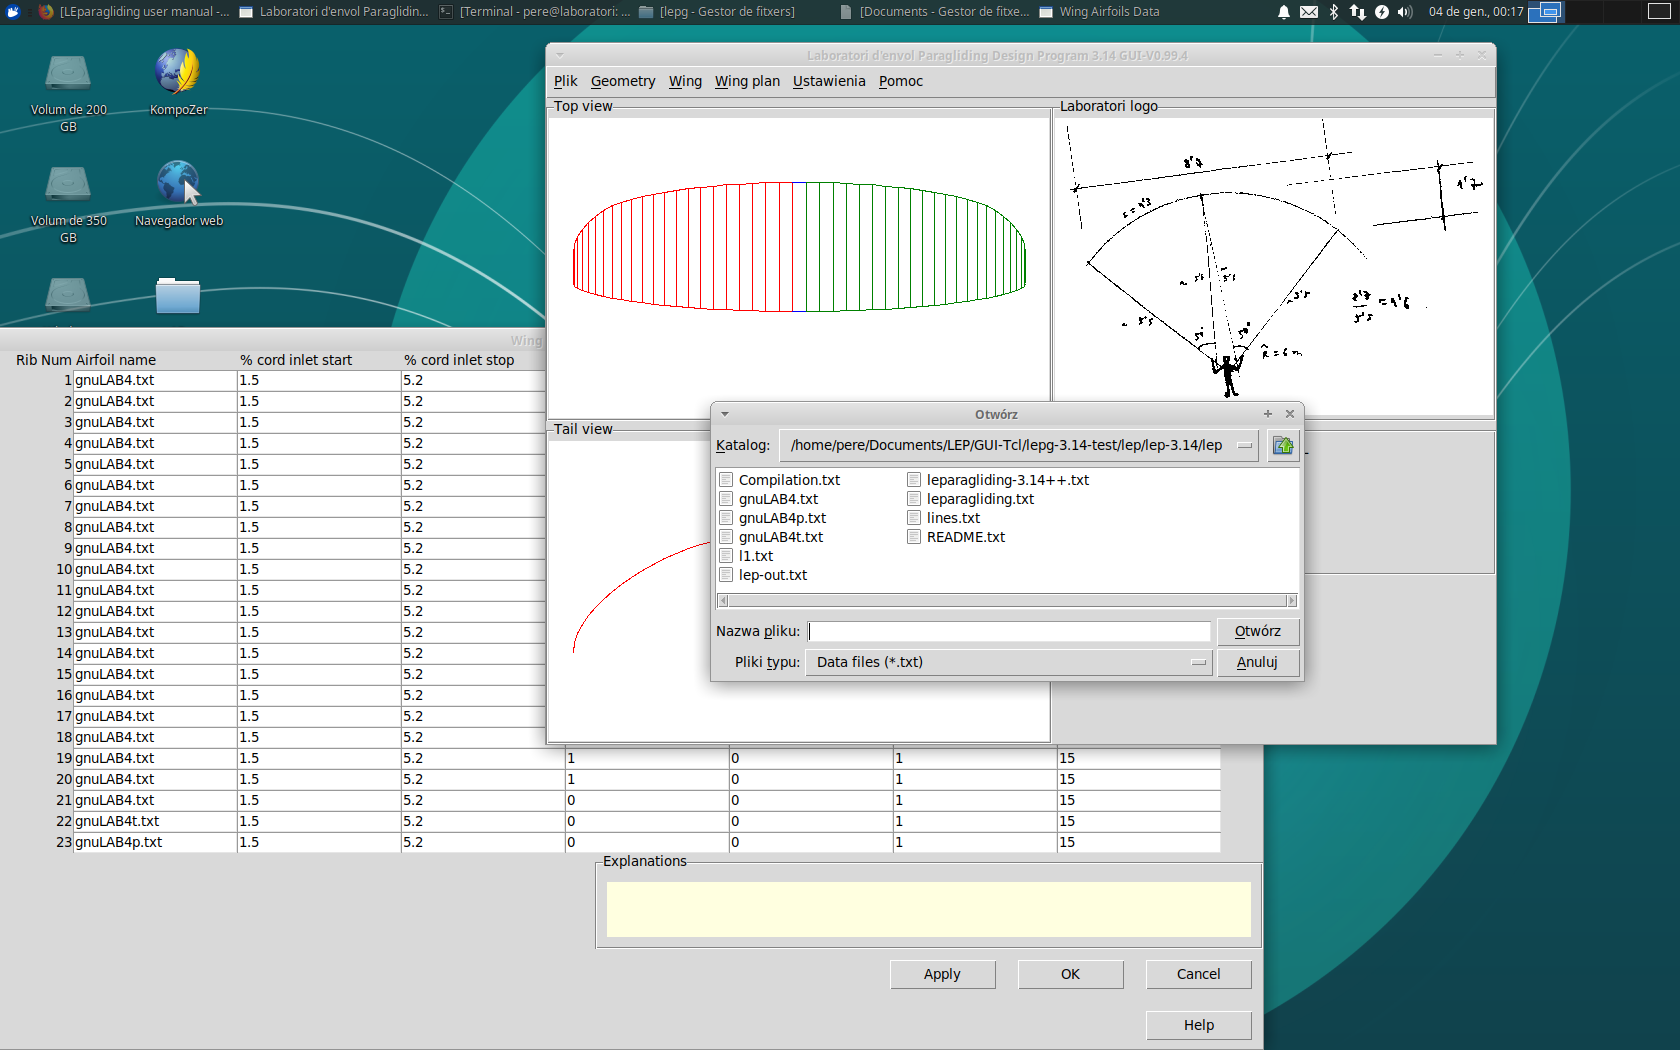 [LEparagliding user manual -...
Laboratori d'envol Paraglidin...
[Terminal - pere@laboratori: ...
[lepg - Gestor de fitxers]
[Documents - Gestor de fitxe...
Wing Airfoils Data
04 de gen., 00:17
Volum de 200 GB
KompoZer
Volum de 350 GB
Navegador web
Laboratori d'envol Paragliding Design Program 3.14 GUI-V0.99.4
Plik Geometry Wing Wing plan Ustawienia Pomoc
Top view
Laboratori logo
Tail view
Wing
Rib Num Airfoil name % cord inlet start % cord inlet stop
1 gnuLAB4.txt 1.5 5.2
2 gnuLAB4.txt 1.5 5.2
3 gnuLAB4.txt 1.5 5.2
4 gnuLAB4.txt 1.5 5.2
5 gnuLAB4.txt 1.5 5.2
6 gnuLAB4.txt 1.5 5.2
7 gnuLAB4.txt 1.5 5.2
8 gnuLAB4.txt 1.5 5.2
9 gnuLAB4.txt 1.5 5.2
10 gnuLAB4.txt 1.5 5.2
11 gnuLAB4.txt 1.5 5.2
12 gnuLAB4.txt 1.5 5.2
13 gnuLAB4.txt 1.5 5.2
14 gnuLAB4.txt 1.5 5.2
15 gnuLAB4.txt 1.5 5.2
16 gnuLAB4.txt 1.5 5.2
17 gnuLAB4.txt 1.5 5.2
18 gnuLAB4.txt 1.5 5.2
19 gnuLAB4.txt 1.5 5.2 1 0 1 15
20 gnuLAB4.txt 1.5 5.2 1 0 1 15
21 gnuLAB4.txt 1.5 5.2 0 0 1 15
22 gnuLAB4t.txt 1.5 5.2 0 0 1 15
23 gnuLAB4p.txt 1.5 5.2 0 0 1 15
Explanations
Apply OK Cancel
Help
Otwórz
Katalog: /home/pere/Documents/LEP/GUI-Tcl/lepg-3.14-test/lep/lep-3.14/lep
Compilation.txt
gnuLAB4.txt
gnuLAB4p.txt
gnuLAB4t.txt
l1.txt
lep-out.txt
leparagliding-3.14++.txt
leparagliding.txt
lines.txt
README.txt
Nazwa pliku: Otwórz
Pliki typu: Data files (*.txt) Anuluj
R = 6 m